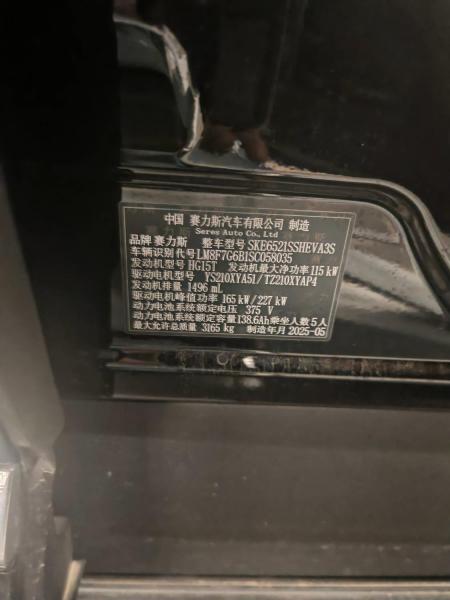 中国 赛力斯汽车有限公司 制造
Seres Auto Co., Ltd
品牌 赛力斯 整车型号 SKE6521SSHEVA3S
车辆识别代号 LM8F7G6B1SC058035
发动机型号 HG15T 发动机最大净功率 115 kW
驱动电机型号 YS210XYA51/TZ210XYAP4
发动机排量 1496 mL
驱动电机峰值功率 165 kW / 227 kW
动力电池系统额定电压 375 V
动力电池系统额定容量 138.6Ah 乘坐人数 5人
最大允许总质量 3165 kg 制造年月 2025-05